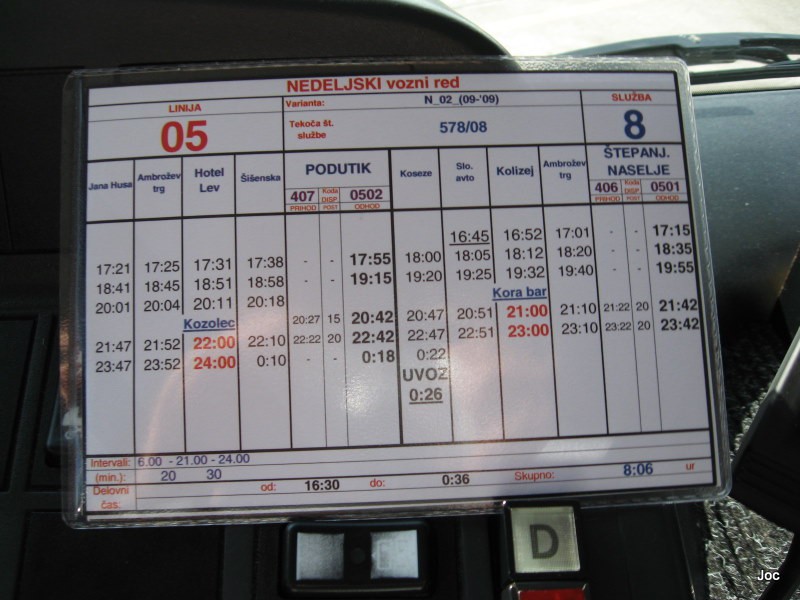 NEDELJSKI vozni red
LINIJA Varianta: N_02_(09-'09) SLUŽBA
05 Tekoča št. službe 578/08 8
Jana Husa Ambrožev trg Hotel Lev Šišenska PODUTIK Koseze Slo. avto Kolizej Ambrožev trg ŠTEPANJ. NASELJE
407 Koda DISP. 0502 406 Koda DISP. 0501
PRIHOD POST ODHOD PRIHOD POST ODHOD
16:45 16:52 17:01 - - 17:15
17:21 17:25 17:31 17:38 - - 17:55 18:00 18:05 18:12 18:20 - - 18:35
18:41 18:45 18:51 18:58 - - 19:15 19:20 19:25 19:32 19:40 - - 19:55
20:01 20:04 20:11 20:18 Kora bar
Kozolec 20:27 15 20:42 20:47 20:51 21:00 21:10 21:22 20 21:42
21:47 21:52 22:00 22:10 22:22 20 22:42 22:47 22:51 23:00 23:10 23:22 20 23:42
23:47 23:52 24:00 0:10 - - 0:18 0:22
UVOZ
0:26
Intervali: 6.00 - 21.00 - 24.00
(min.): 20 30
Delovni čas: od: 16:30 do: 0:36 Skupno: 8:06 ur
D
Joc